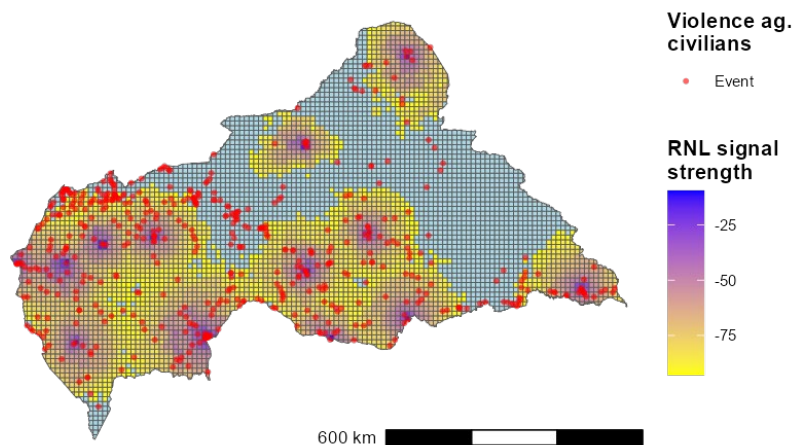 Violence ag.
civilians
Event
RNL signal
strength
-25
-50
-75
600 km